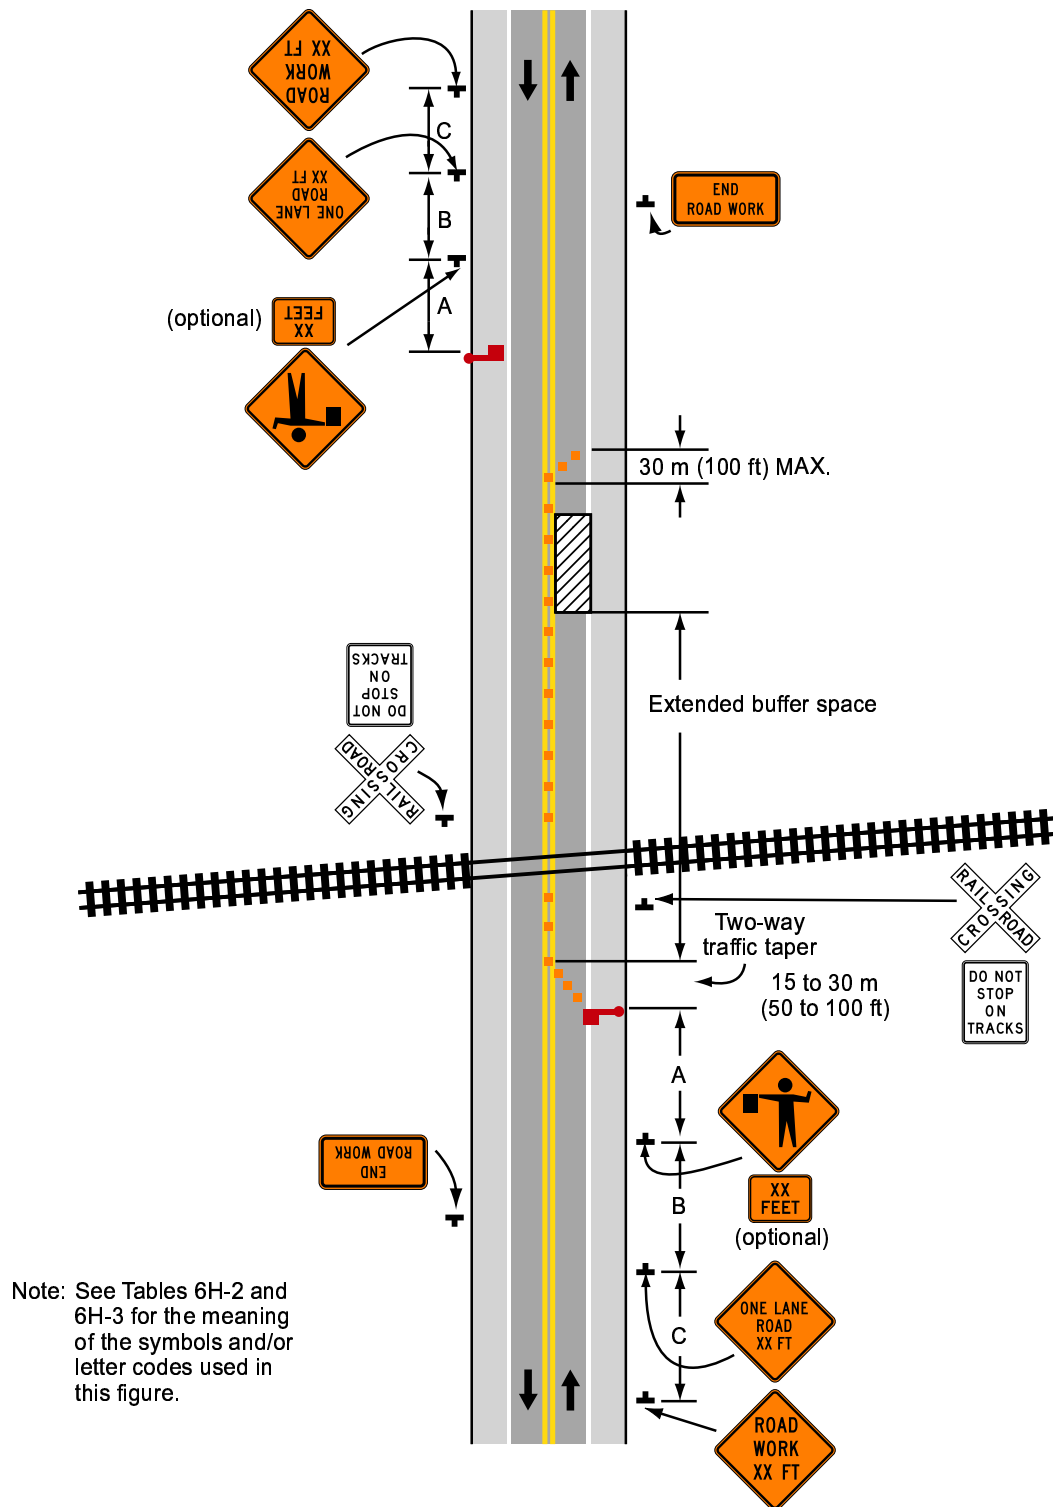 ROAD
WORK
XX FT
C
ONE LANE
ROAD
XX FT
END
ROAD WORK
B
A
(optional)
XX
FEET
30 m (100 ft) MAX.
DO NOT
STOP
ON
TRACKS
Extended buffer space
RAILROAD
CROSSING
RAILROAD
CROSSING
Two-way
traffic taper
15 to 30 m
(50 to 100 ft)
DO NOT
STOP
ON
TRACKS
A
END
ROAD WORK
XX
FEET
(optional)
B
ONE LANE
ROAD
XX FT
C
ROAD
WORK
XX FT
Note: See Tables 6H-2 and
6H-3 for the meaning
of the symbols and/or
letter codes used in
this figure.